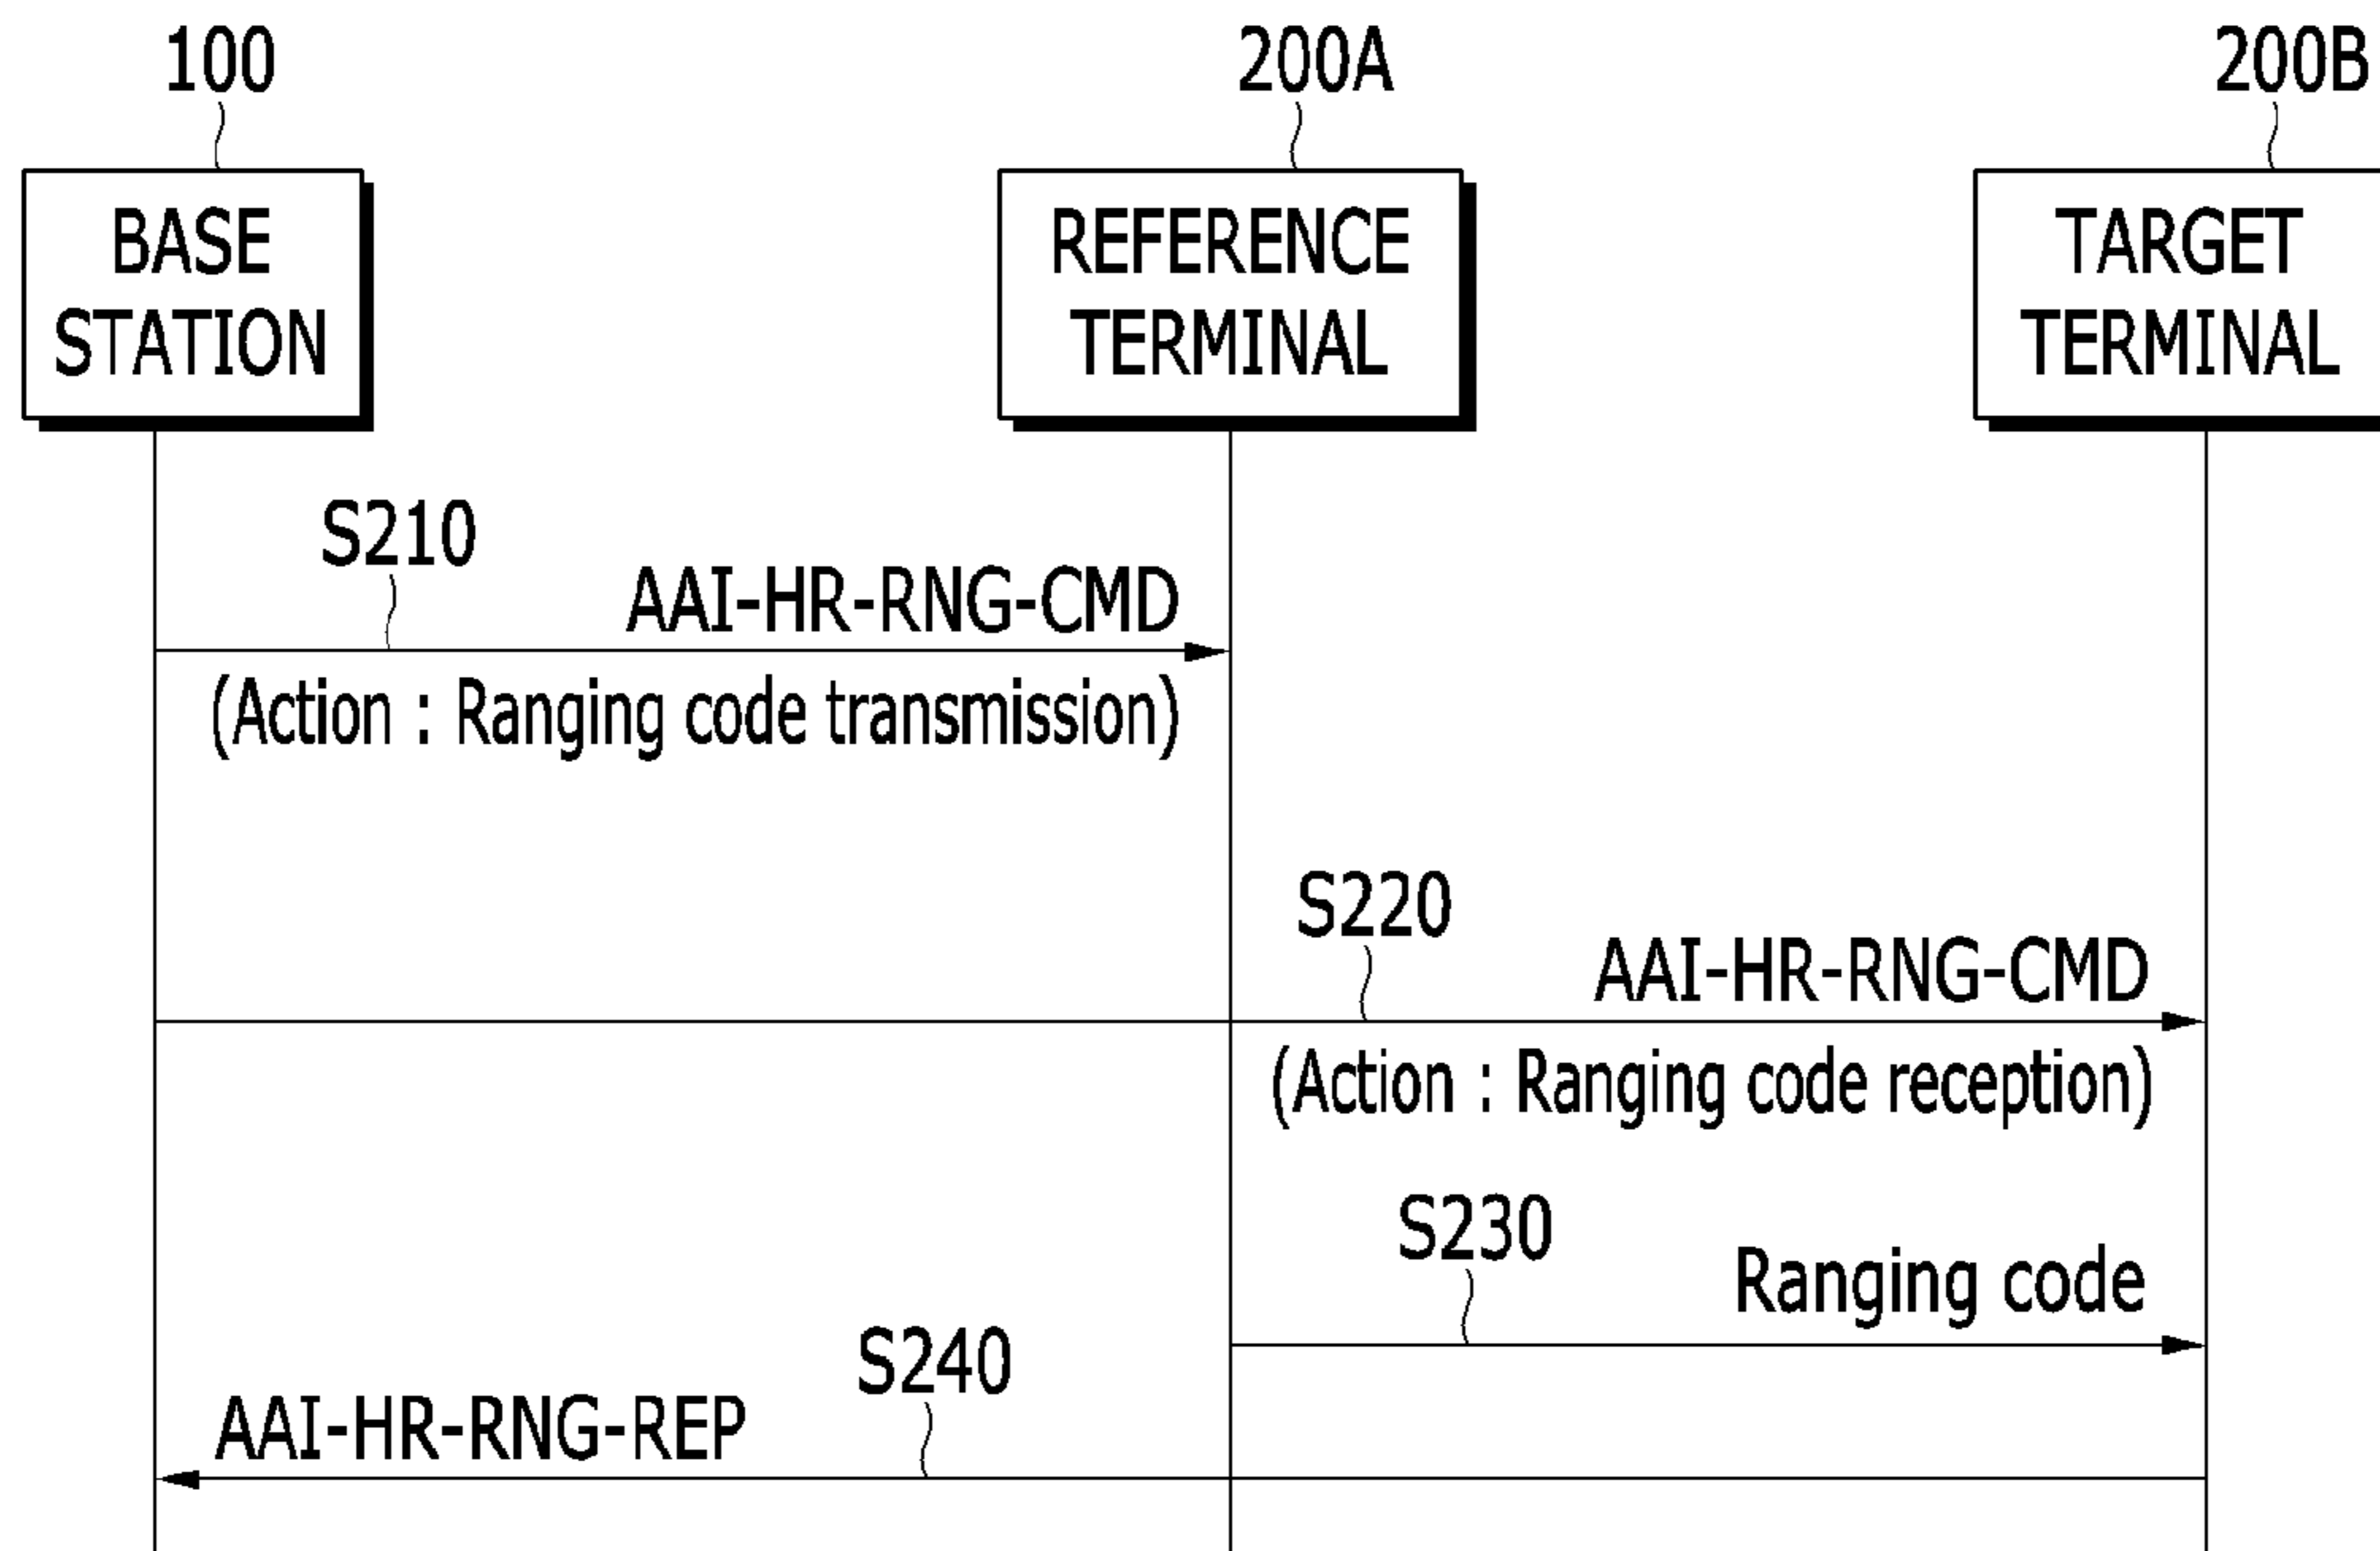 100
200A
200B
BASE
STATION
REFERENCE
TERMINAL
TARGET
TERMINAL
S210
AAI-HR-RNG-CMD
(Action : Ranging code transmission)
S220
AAI-HR-RNG-CMD
(Action : Ranging code reception)
S230
Ranging code
S240
AAI-HR-RNG-REP